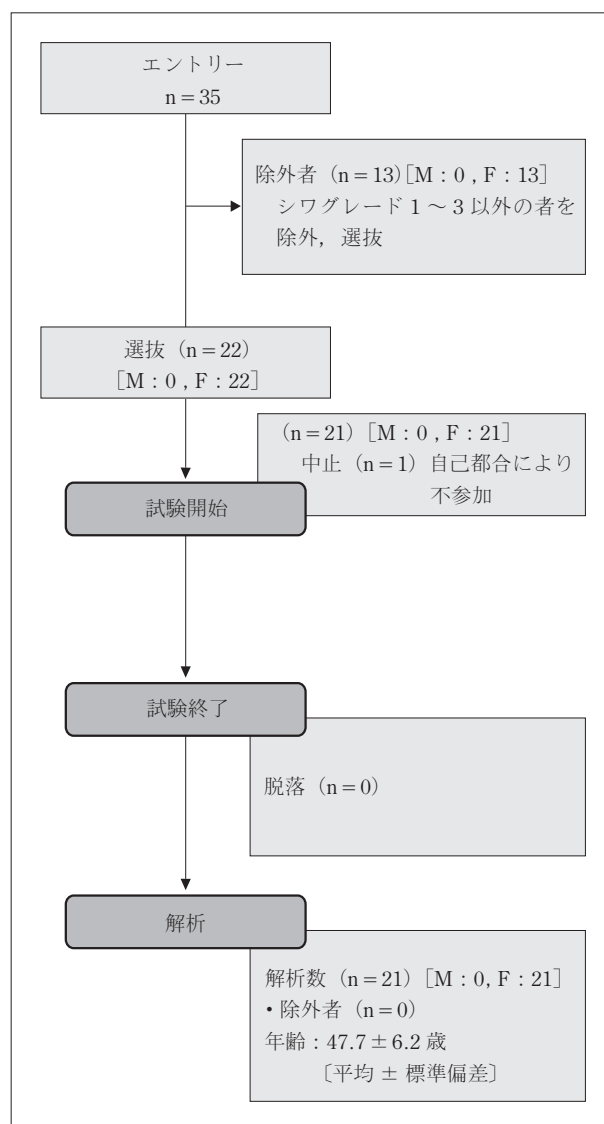 エントリー
n=35
除外者 (n=13)[M:0, F:13]
シワグレード 1 ～ 3 以外の者を
除外，選抜
選抜 (n=22)
[M:0, F:22]
(n=21) [M:0, F:21]
中止 (n=1) 自己都合により
不参加
試験開始
試験終了
脱落 (n=0)
解析
解析数 (n=21) [M:0, F:21]
・除外者 (n=0)
年齢：47.7±6.2 歳
〔平均 ± 標準偏差〕